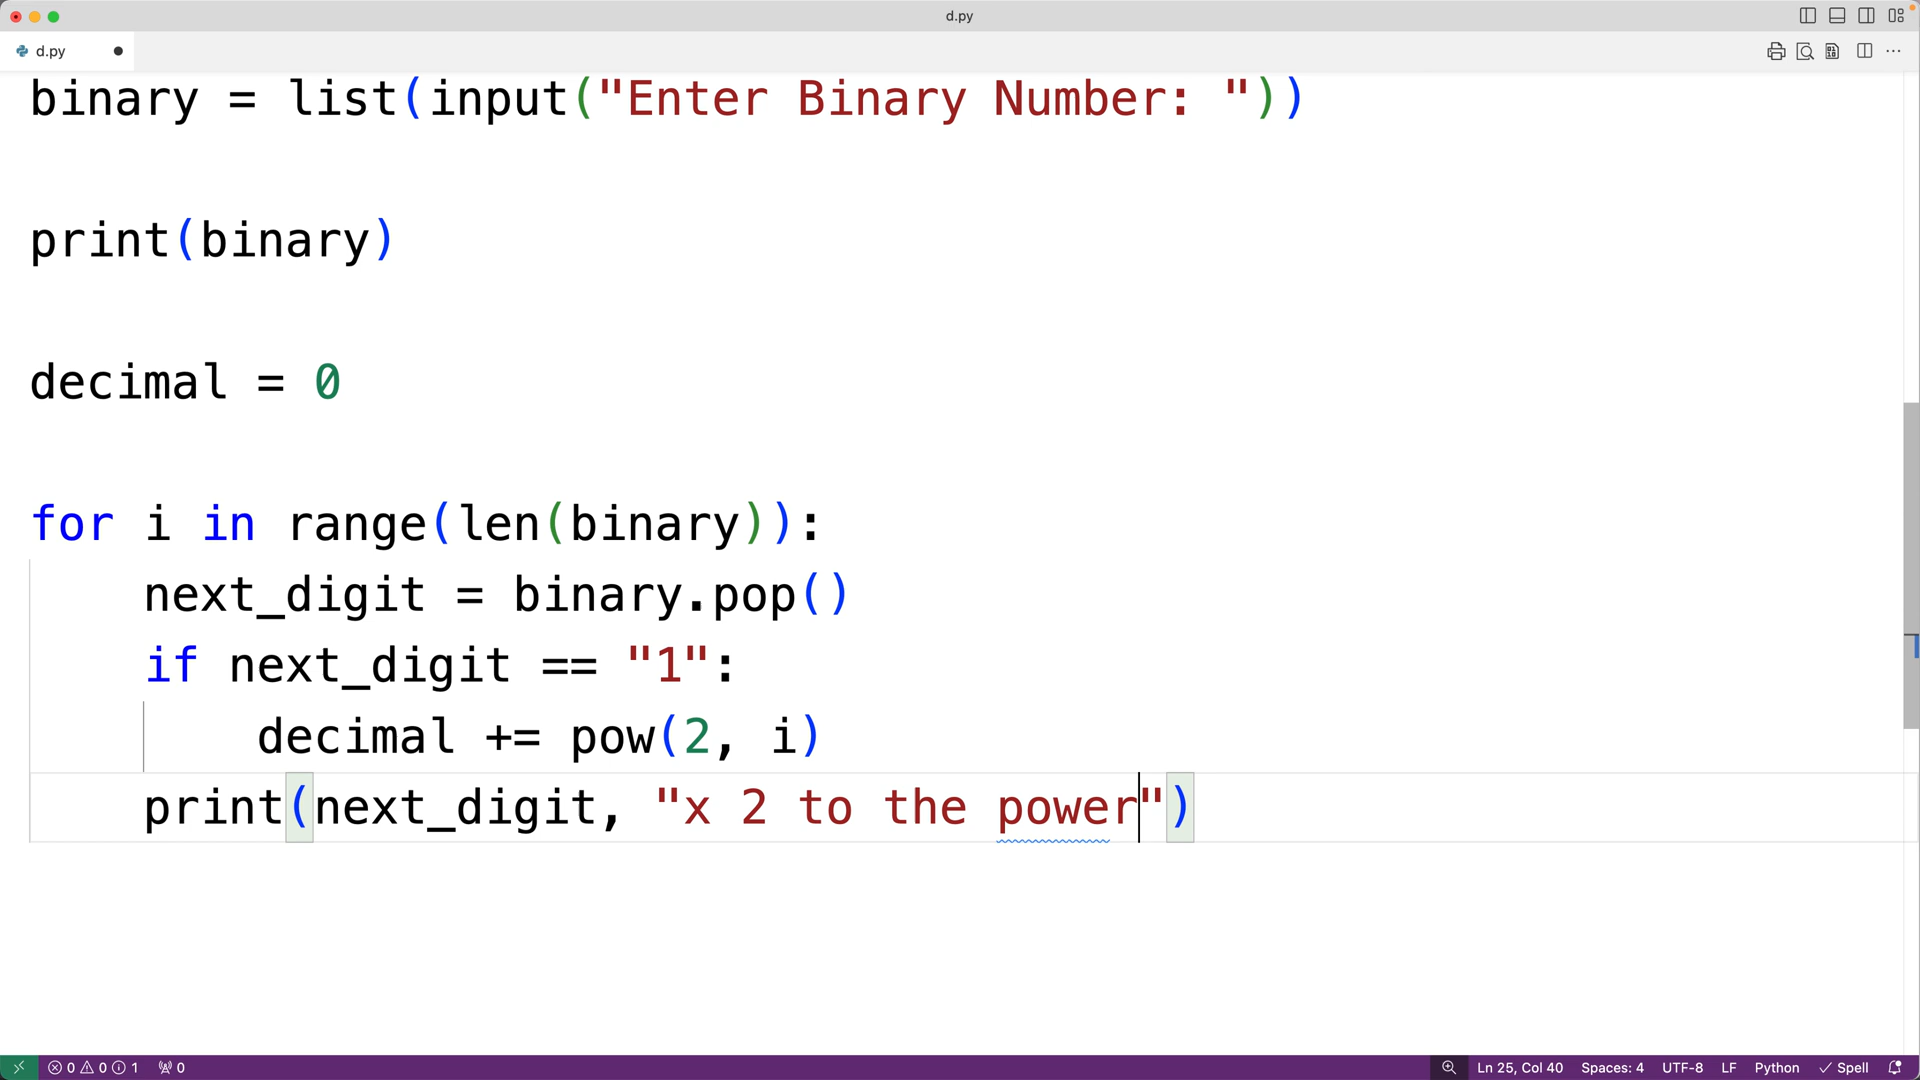 d.py
d.py
binary = list(input("Enter Binary Number: "))
print(binary)
decimal = 0
for i in range(len(binary)):
    next_digit = binary.pop()
    if next_digit == "1":
        decimal += pow(2, i)
    print(next_digit, "x 2 to the power")
0 0 1 0 Ln 25, Col 40 Spaces: 4 UTF-8 LF Python Spell